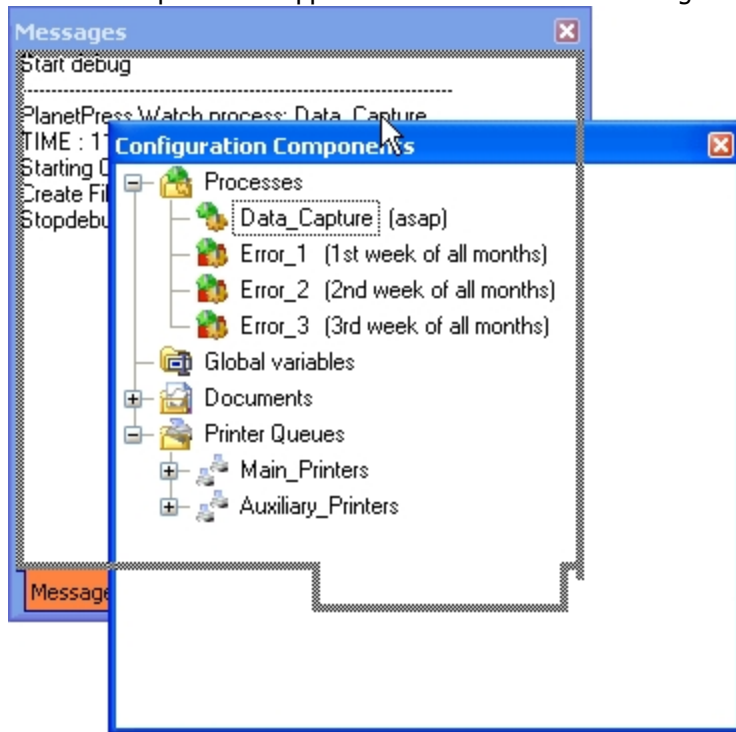 Messages
Start debug
PlanetPress Watch process: Data_Capture
TIME : 1
Starting
Create Fil
Stopdebu
Configuration Components
Processes
Data_Capture (asap)
Error_1 (1st week of all months)
Error_2 (2nd week of all months)
Error_3 (3rd week of all months)
Global variables
Documents
Printer Queues
Main_Printers
Auxiliary_Printers
Message